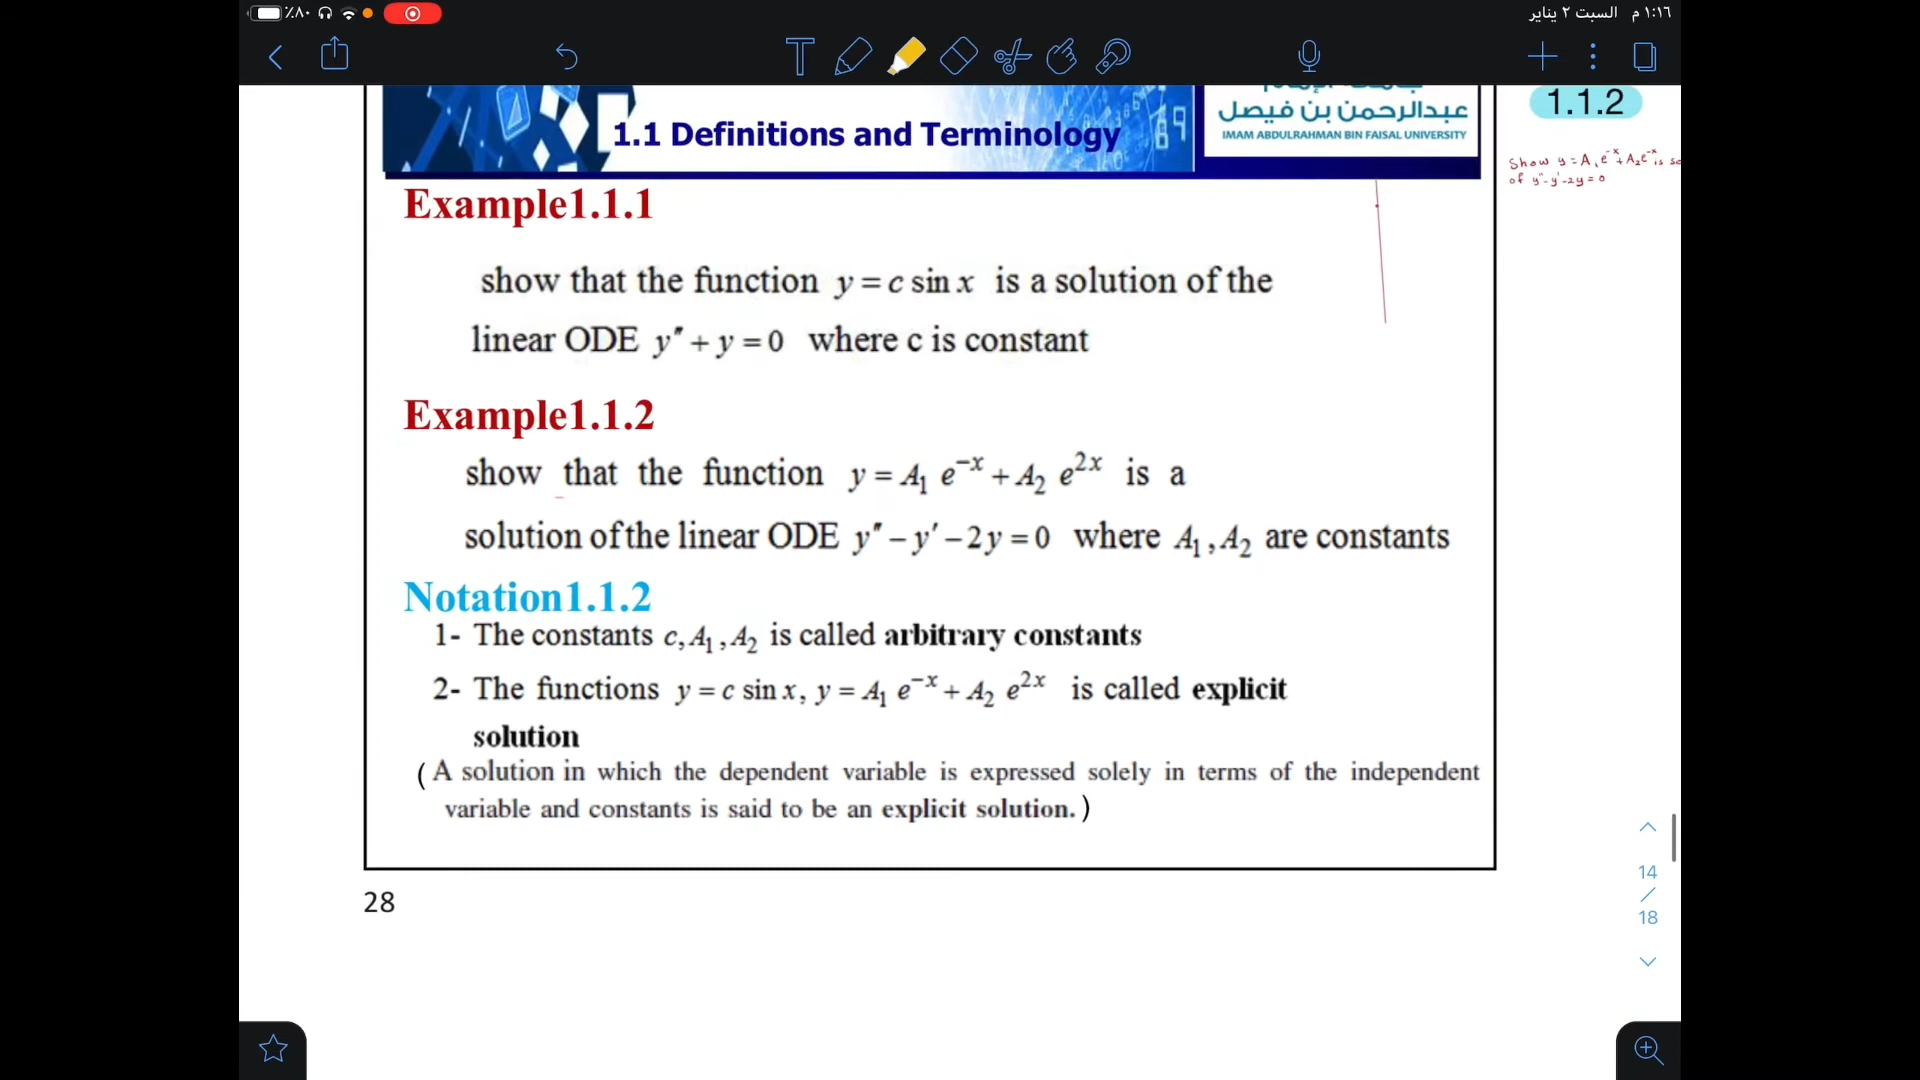 ٪٨٠
١:١٦ م السبت ٢ يناير
1.1 Definitions and Terminology
عبدالرحمن بن فيصل
IMAM ABDULRAHMAN BIN FAISAL UNIVERSITY
1.1.2
Show y = A₁e⁻ˣ + A₂e⁻ˣ is so
of y''-y'-2y=0
Example1.1.1
show that the function y = c sin x is a solution of the
linear ODE y″ + y = 0 where c is constant
Example1.1.2
show that the function y = A₁ e⁻ˣ + A₂ e²ˣ is a
solution of the linear ODE y″ − y′ − 2y = 0 where A₁ , A₂ are constants
Notation1.1.2
1- The constants c, A₁ , A₂ is called arbitrary constants
2- The functions y = c sin x, y = A₁ e⁻ˣ + A₂ e²ˣ is called explicit
solution
( A solution in which the dependent variable is expressed solely in terms of the independent
variable and constants is said to be an explicit solution. )
28
14
/
18